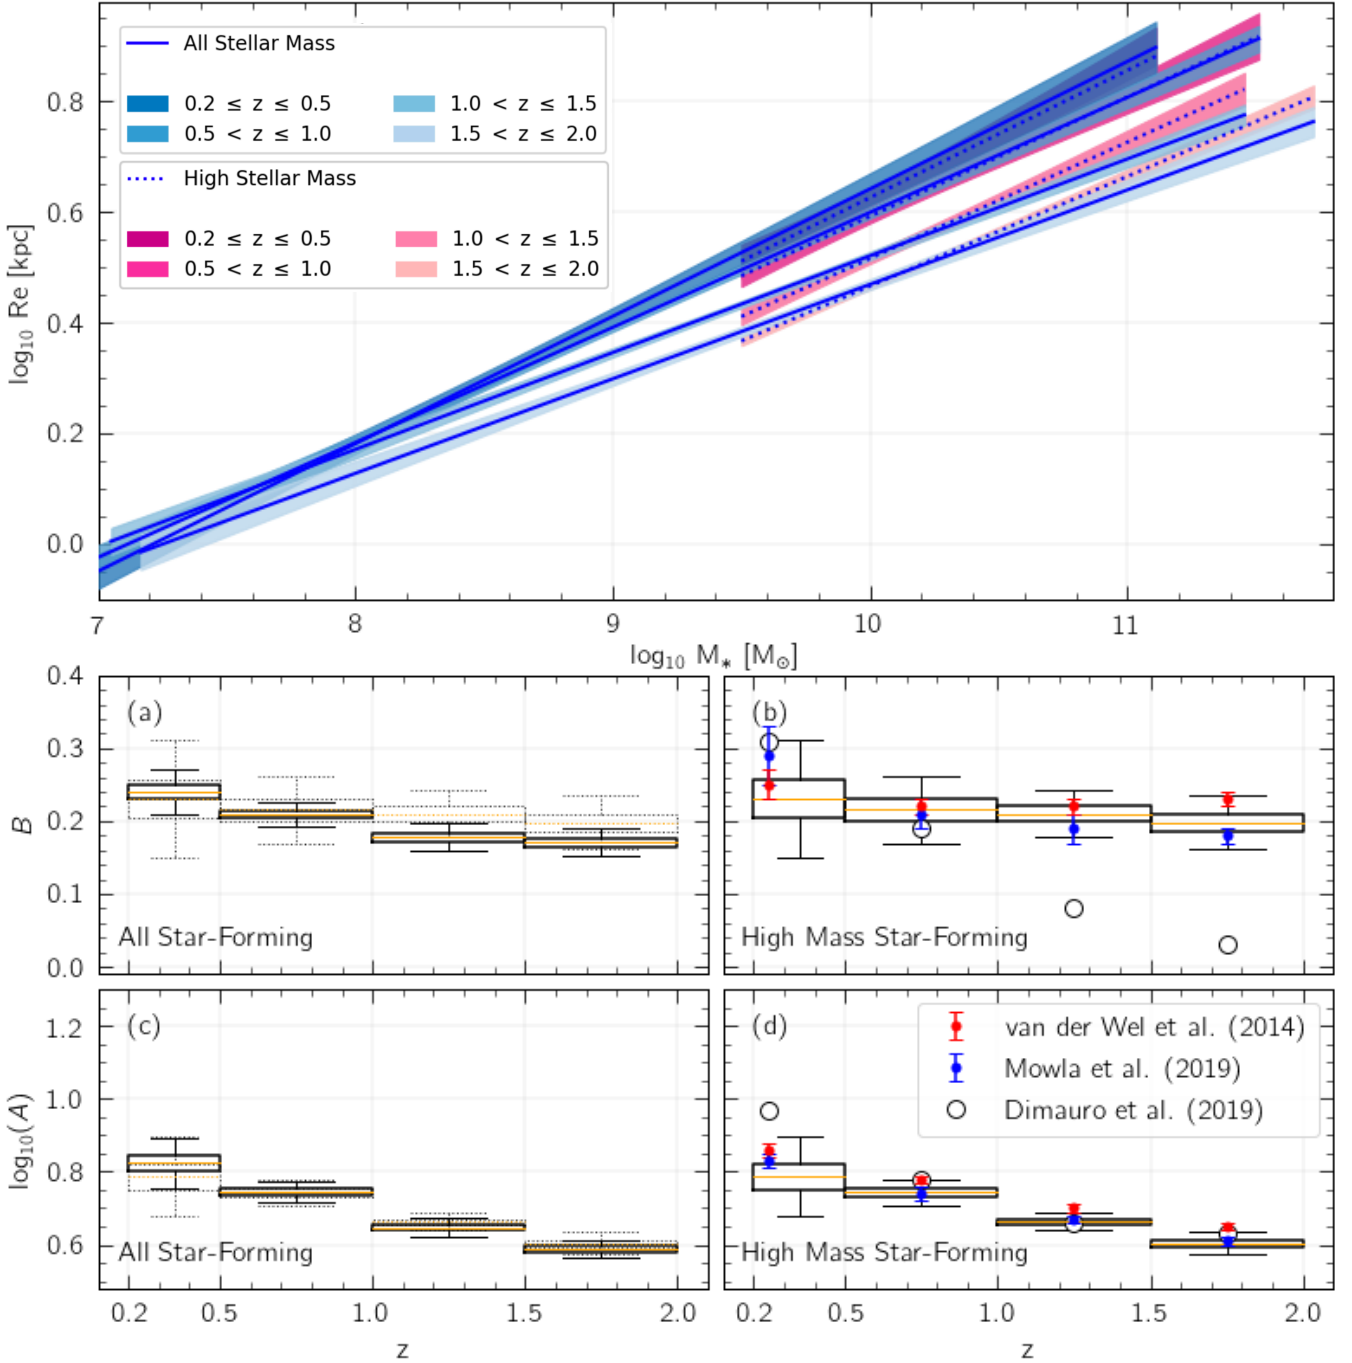 All Stellar Mass
0.2 ≤ z ≤ 0.5 1.0 < z ≤ 1.5
0.5 < z ≤ 1.0 1.5 < z ≤ 2.0
High Stellar Mass
0.2 ≤ z ≤ 0.5 1.0 < z ≤ 1.5
0.5 < z ≤ 1.0 1.5 < z ≤ 2.0
log₁₀ Re [kpc]
0.8
0.6
0.4
0.2
0.0
7 8 9 10 11
log₁₀ M⁎ [M⊙]
(a)
B
0.4
0.3
0.2
0.1
0.0
All Star-Forming
(b)
High Mass Star-Forming
(c)
log₁₀(A)
1.2
1.0
0.8
0.6
All Star-Forming
0.2 0.5 1.0 1.5 2.0
z
(d)
van der Wel et al. (2014)
Mowla et al. (2019)
Dimauro et al. (2019)
High Mass Star-Forming
0.2 0.5 1.0 1.5 2.0
z